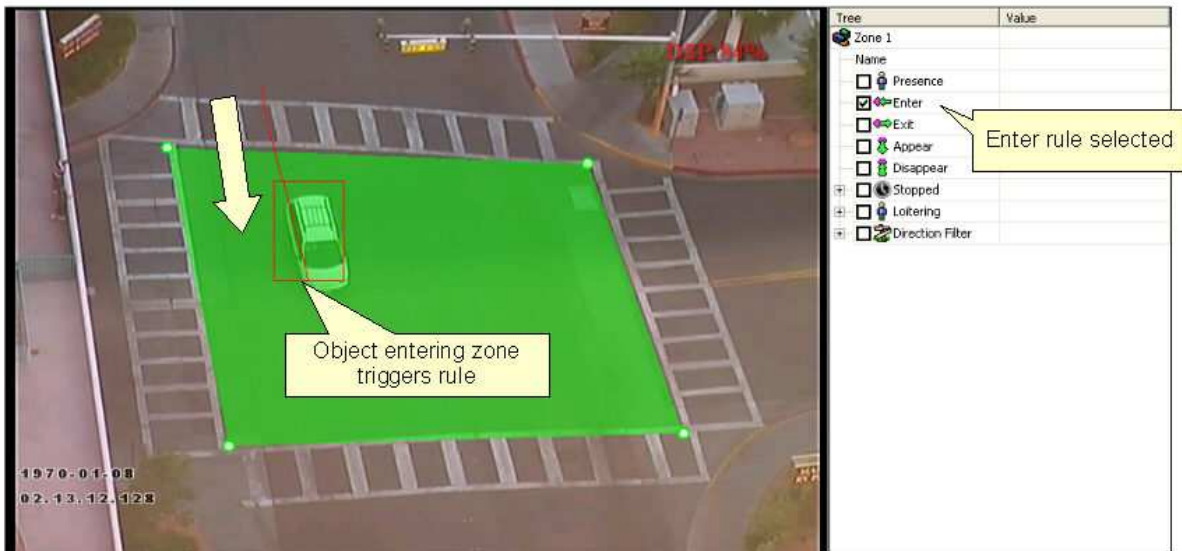 DSP 84%
Object entering zone
triggers rule
1970-01-08
02.13.12.128
Tree Value
Zone 1
Name
Presence
Enter
Exit
Appear
Disappear
Stopped
Loitering
Direction Filter
Enter rule selected